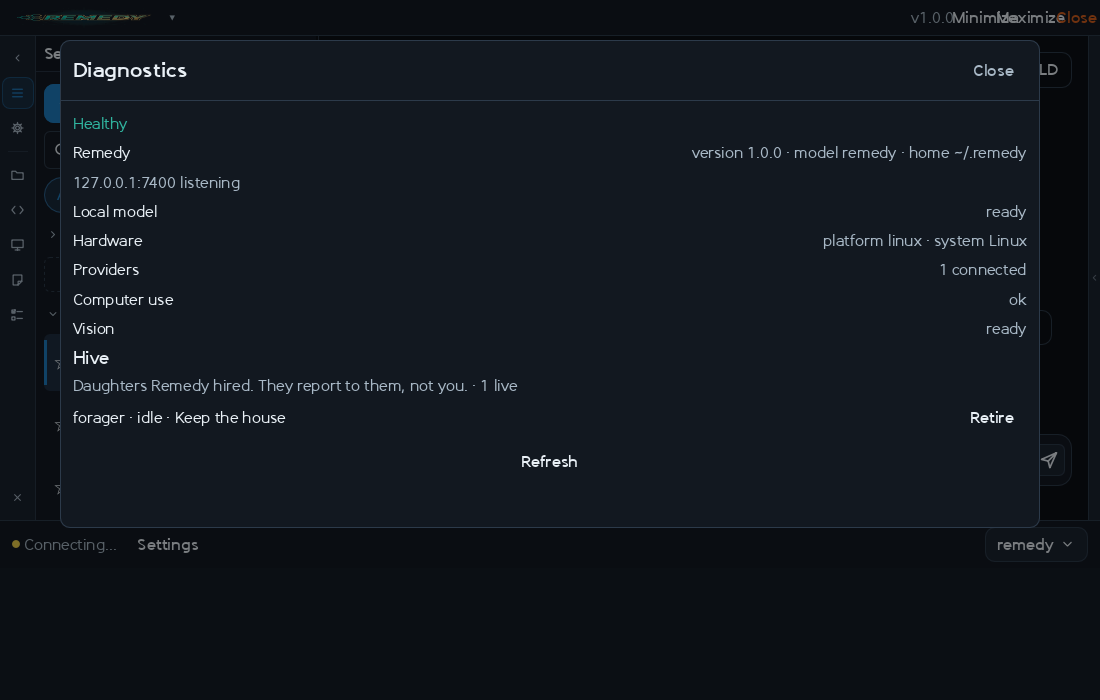 REMEDY ▾
v1.0.0 Minimize Maximize Close
Se
Diagnostics
Close
LD
Healthy
Remedy
version 1.0.0 · model remedy · home ~/.remedy
127.0.0.1:7400 listening
Local model
ready
Hardware
platform linux · system Linux
Providers
1 connected
Computer use
ok
Vision
ready
Hive
Daughters Remedy hired. They report to them, not you. · 1 live
forager · idle · Keep the house
Retire
Refresh
Connecting...
Settings
remedy